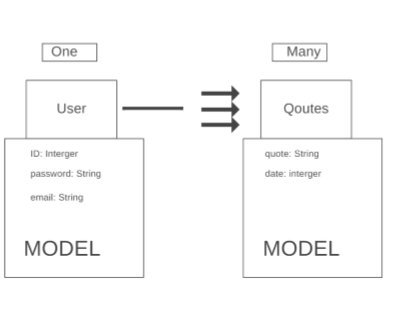 One
Many
User
Qoutes
ID: Interger
password: String
email: String
quote: String
date: interger
MODEL
MODEL